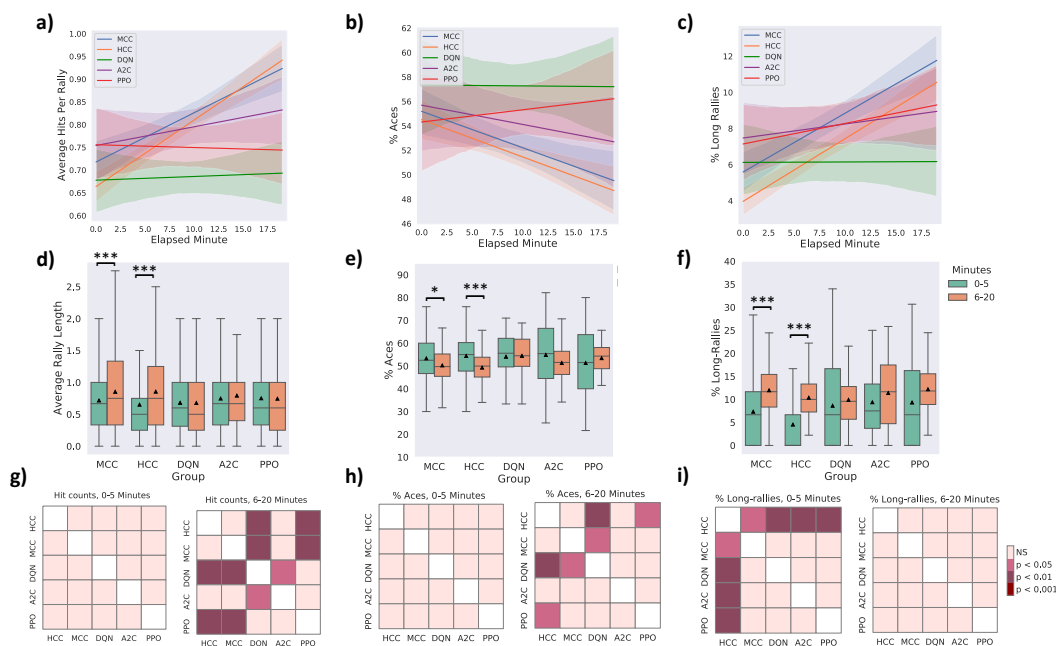 a)
b)
c)
MCC
HCC
DQN
A2C
PPO
1.00
0.95
0.90
0.85
0.80
0.75
0.70
0.65
0.60
Average Hits Per Rally
0.0 2.5 5.0 7.5 10.0 12.5 15.0 17.5
Elapsed Minute
MCC
HCC
DQN
A2C
PPO
62
60
58
56
54
52
50
48
46
% Aces
0.0 2.5 5.0 7.5 10.0 12.5 15.0 17.5
Elapsed Minute
MCC
HCC
DQN
A2C
PPO
12
10
8
6
4
% Long Rallies
0.0 2.5 5.0 7.5 10.0 12.5 15.0 17.5
Elapsed Minute
d)
e)
f)
*** ***
2.5
2.0
1.5
1.0
0.5
0.0
Average Rally Length
MCC HCC DQN A2C PPO
Group
* ***
90
80
70
60
50
40
30
20
10
% Aces
MCC HCC DQN A2C PPO
Group
*** ***
40
35
30
25
20
15
10
5
0
% Long-Rallies
MCC HCC DQN A2C PPO
Group
Minutes
0-5
6-20
g)
h)
i)
Hit counts, 0-5 Minutes
HCC
MCC
DQN
A2C
PPO
HCC MCC DQN A2C PPO
Hit counts, 6-20 Minutes
HCC
MCC
DQN
A2C
PPO
HCC MCC DON A2C PPO
% Aces, 0-5 Minutes
HCC
MCC
DQN
A2C
PPO
HCC MCC DQN A2C PPO
% Aces, 6-20 Minutes
HCC
MCC
DQN
A2C
PPO
HCC MCC DQN A2C PPO
% Long-rallies, 0-5 Minutes
HCC
MCC
DQN
A2C
PPO
HCC MCC DQN A2C PPO
% Long-rallies, 6-20 Minutes
HCC
MCC
DQN
A2C
PPO
HCC MCC DQN A2C PPO
NS
p < 0.05
p < 0.01
p < 0,001